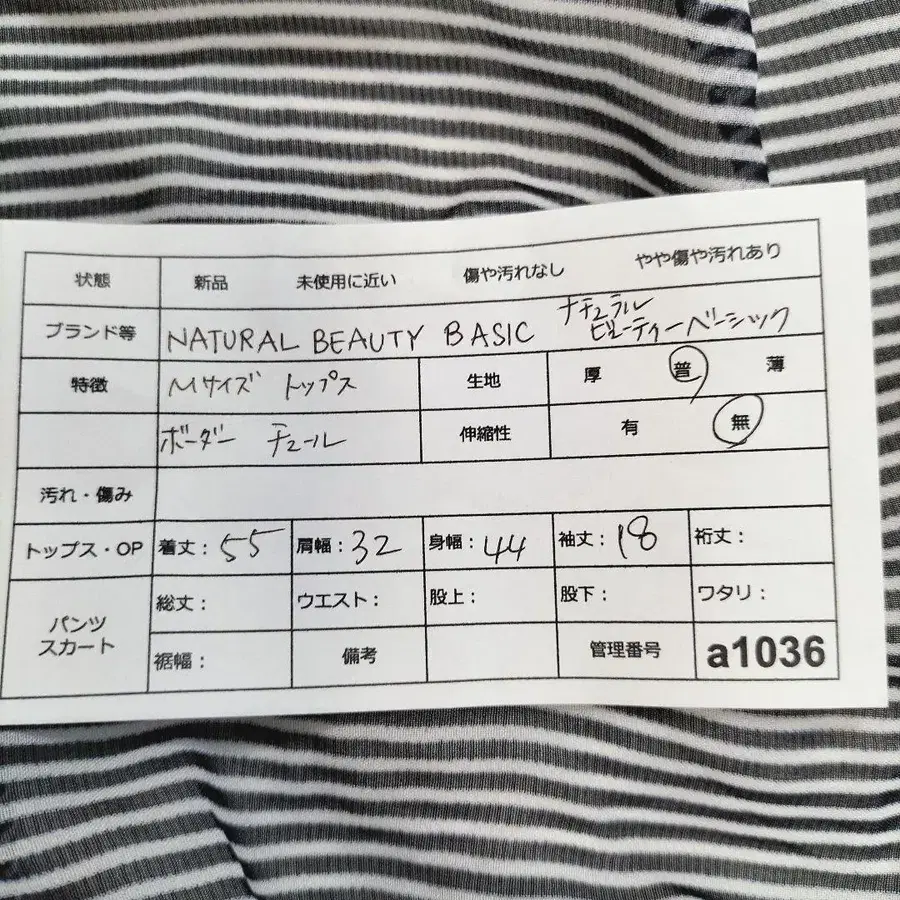 状態 新品 未使用に近い 傷や汚れなし やや傷や汚れあり
ブランド等 NATURAL BEAUTY BASIC ナチュラル
ビューティーベーシック
特徴 Mサイズ トップス 生地 厚 普 薄
ボーダー チュール 伸縮性 有 無
汚れ・傷み
トップス・OP 着丈：55 肩幅：32 身幅：44 袖丈：18 裄丈：
パンツ
スカート
総丈： ウエスト： 股上： 股下： ワタリ：
裾幅： 備考 管理番号 a1036